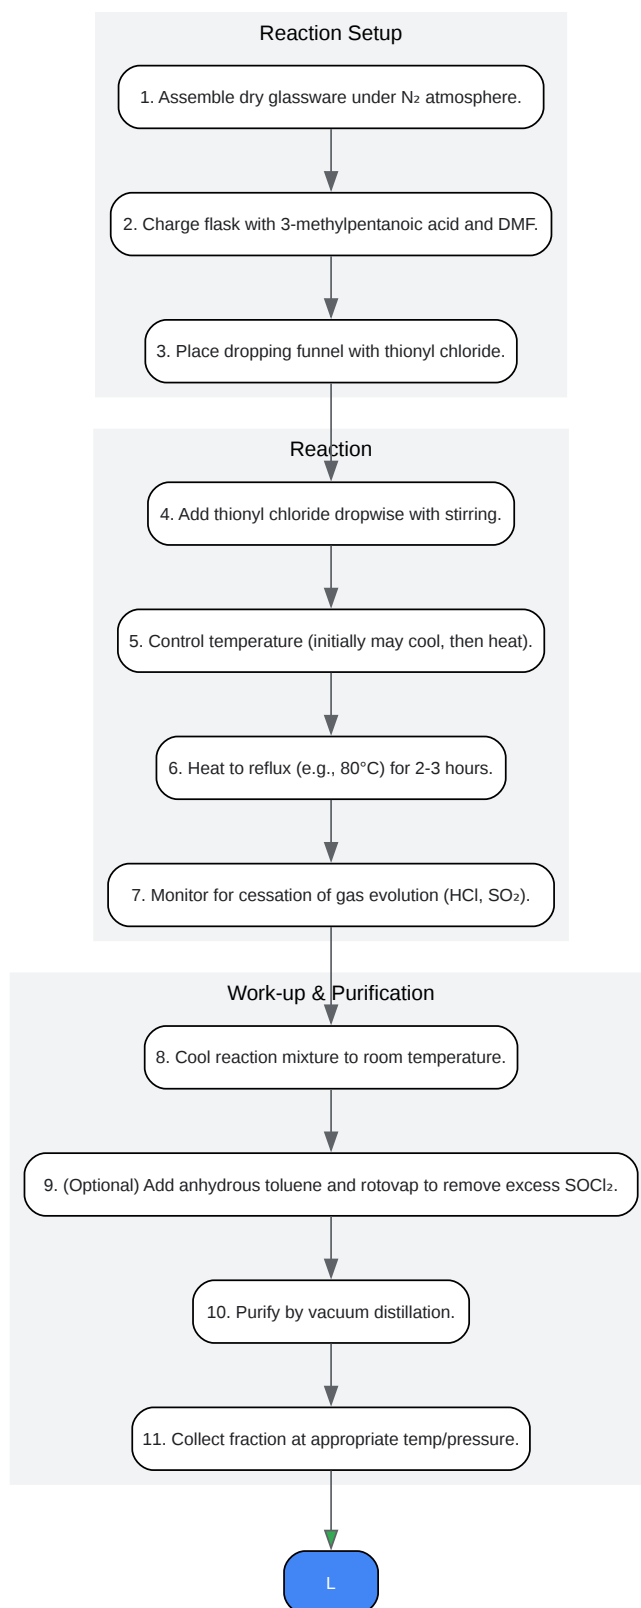 Reaction Setup
1. Assemble dry glassware under N₂ atmosphere.
2. Charge flask with 3-methylpentanoic acid and DMF.
3. Place dropping funnel with thionyl chloride.
Reaction
4. Add thionyl chloride dropwise with stirring.
5. Control temperature (initially may cool, then heat).
6. Heat to reflux (e.g., 80°C) for 2-3 hours.
7. Monitor for cessation of gas evolution (HCl, SO₂).
Work-up & Purification
8. Cool reaction mixture to room temperature.
9. (Optional) Add anhydrous toluene and rotovap to remove excess SOCl₂.
10. Purify by vacuum distillation.
11. Collect fraction at appropriate temp/pressure.
L